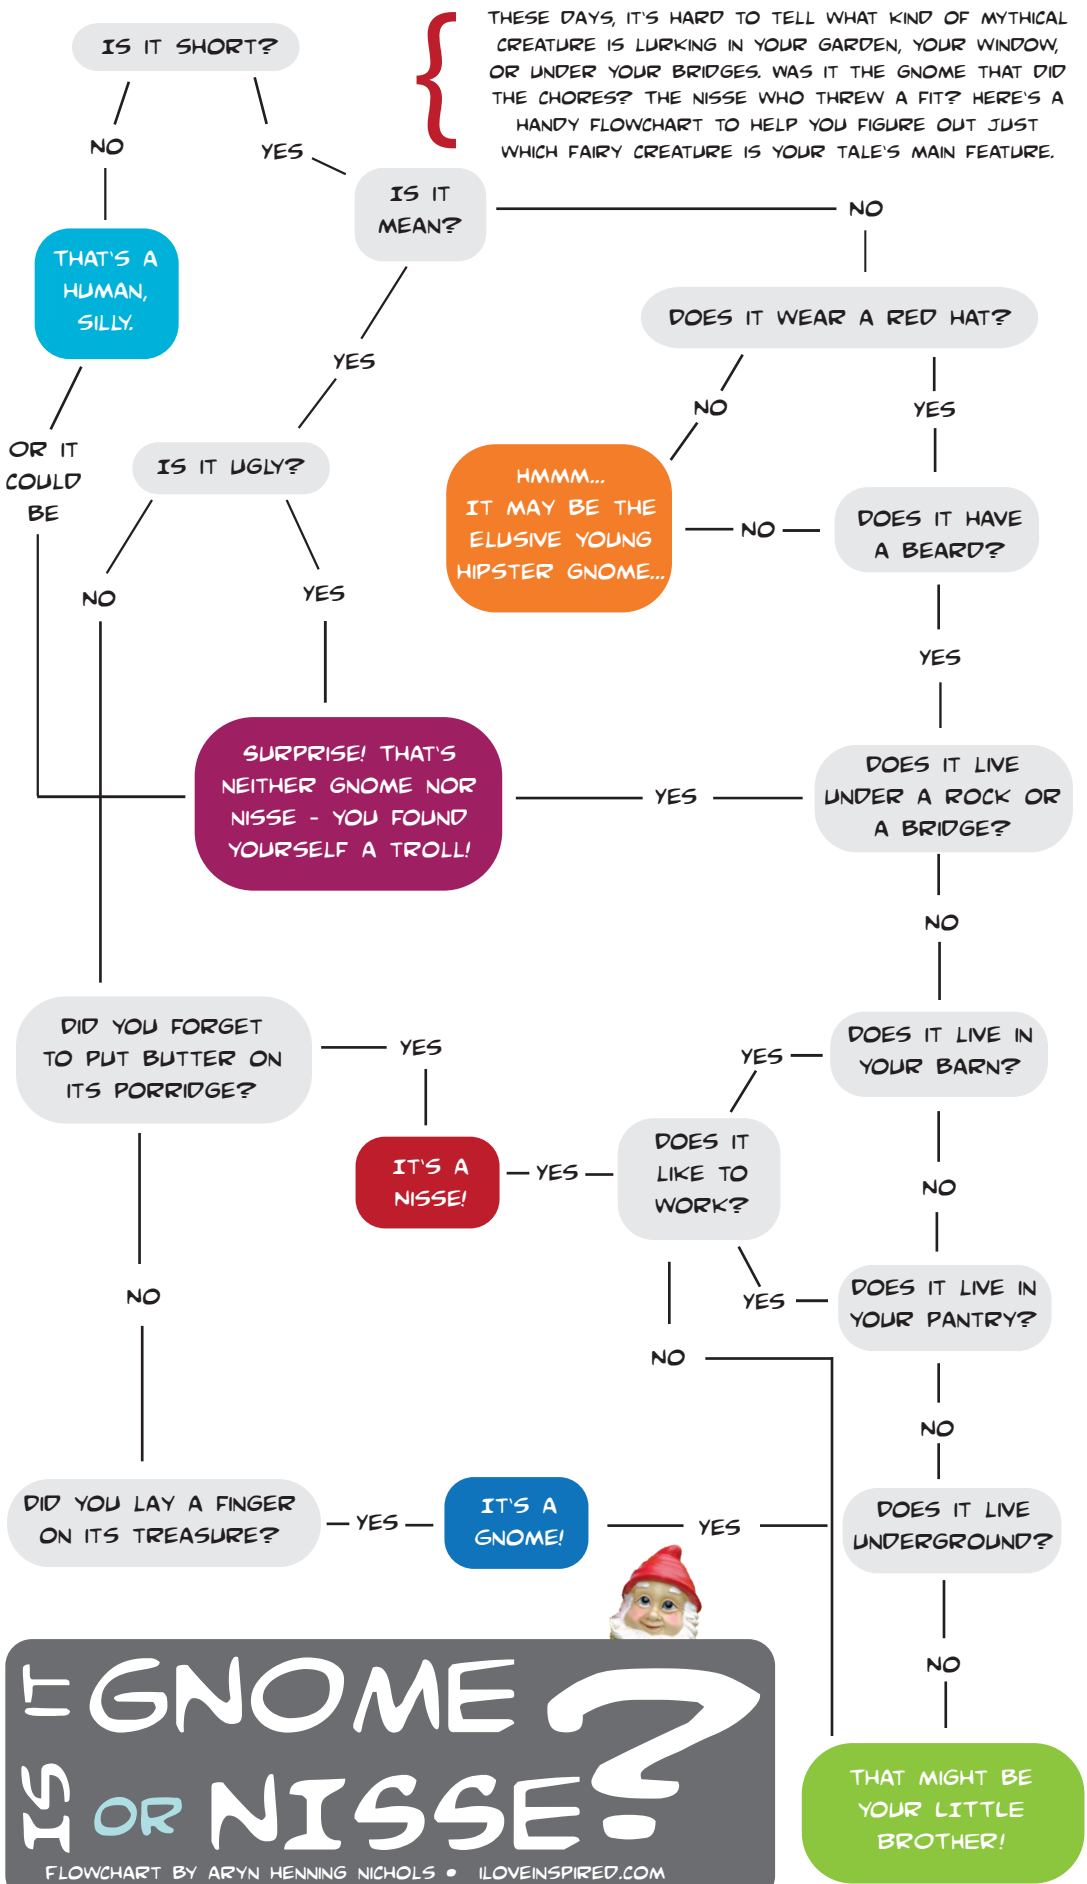 THESE DAYS, IT'S HARD TO TELL WHAT KIND OF MYTHICAL
CREATURE IS LURKING IN YOUR GARDEN, YOUR WINDOW,
OR UNDER YOUR BRIDGES. WAS IT THE GNOME THAT DID
THE CHORES? THE NISSE WHO THREW A FIT? HERE'S A
HANDY FLOWCHART TO HELP YOU FIGURE OUT JUST
WHICH FAIRY CREATURE IS YOUR TALE'S MAIN FEATURE.
IS IT SHORT?
NO
YES
THAT'S A
HUMAN,
SILLY.
OR IT
COULD
BE
IS IT
MEAN?
NO
YES
DOES IT WEAR A RED HAT?
NO
YES
IS IT UGLY?
NO
YES
HMMM...
IT MAY BE THE
ELUSIVE YOUNG
HIPSTER GNOME...
NO
DOES IT HAVE
A BEARD?
YES
SURPRISE! THAT'S
NEITHER GNOME NOR
NISSE - YOU FOUND
YOURSELF A TROLL!
YES
DOES IT LIVE
UNDER A ROCK OR
A BRIDGE?
NO
DID YOU FORGET
TO PUT BUTTER ON
ITS PORRIDGE?
YES
NO
IT'S A
NISSE!
YES
DOES IT
LIKE TO
WORK?
YES
DOES IT LIVE IN
YOUR BARN?
NO
YES
DOES IT LIVE IN
YOUR PANTRY?
NO
NO
DID YOU LAY A FINGER
ON ITS TREASURE?
YES
IT'S A
GNOME!
YES
DOES IT LIVE
UNDERGROUND?
NO
THAT MIGHT BE
YOUR LITTLE
BROTHER!
IS IT
GNOME
OR NISSE?
FLOWCHART BY ARYN HENNING NICHOLS • ILOVEINSPIRED.COM